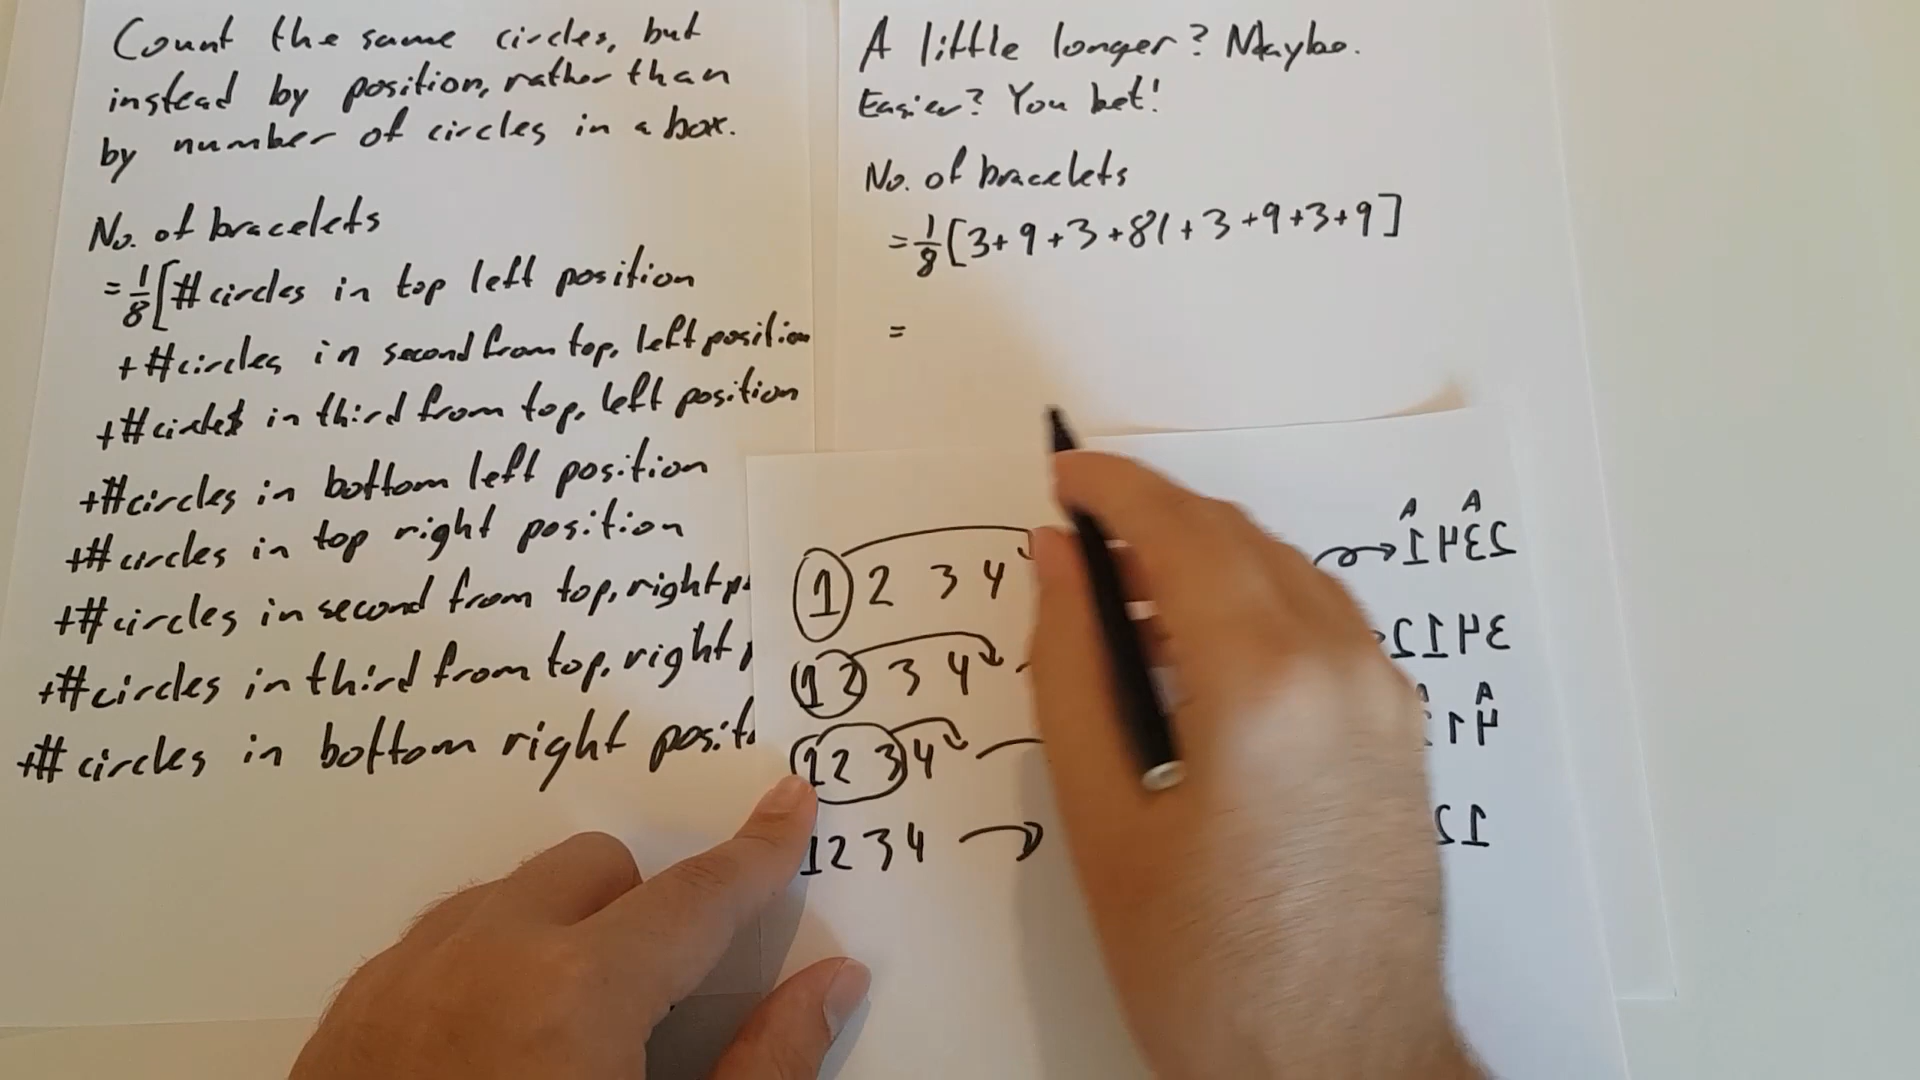 Count the same circles, but
instead by position, rather than
by number of circles in a box.
No. of bracelets
= 1/8 [ # circles in top left position
+ # circles in second from top, left position
+ # circles in third from top, left position
+ # circles in bottom left position
+ # circles in top right position
+ # circles in second from top, right
+ # circles in third from top, right
+ # circles in bottom right
A little longer? Maybe.
Easier? You bet!
No. of bracelets
= 1/8 [3 + 9 + 3 + 81 + 3 + 9 + 3 + 9]
=
1 2 3 4
1 2 3 4
1 2 3 4
1 2 3 4
A A